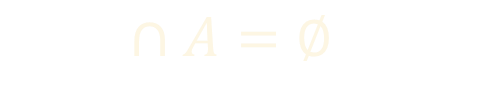 ∩ A = ∅